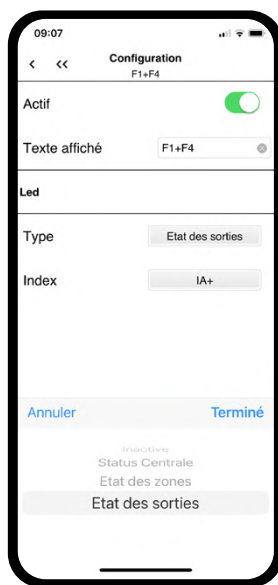 09:07
< << Configuration
F1+F4
Actif
Texte affiché F1+F4
Led
Type Etat des sorties
Index IA+
Annuler Terminé
Inactive
Status Centrale
Etat des zones
Etat des sorties